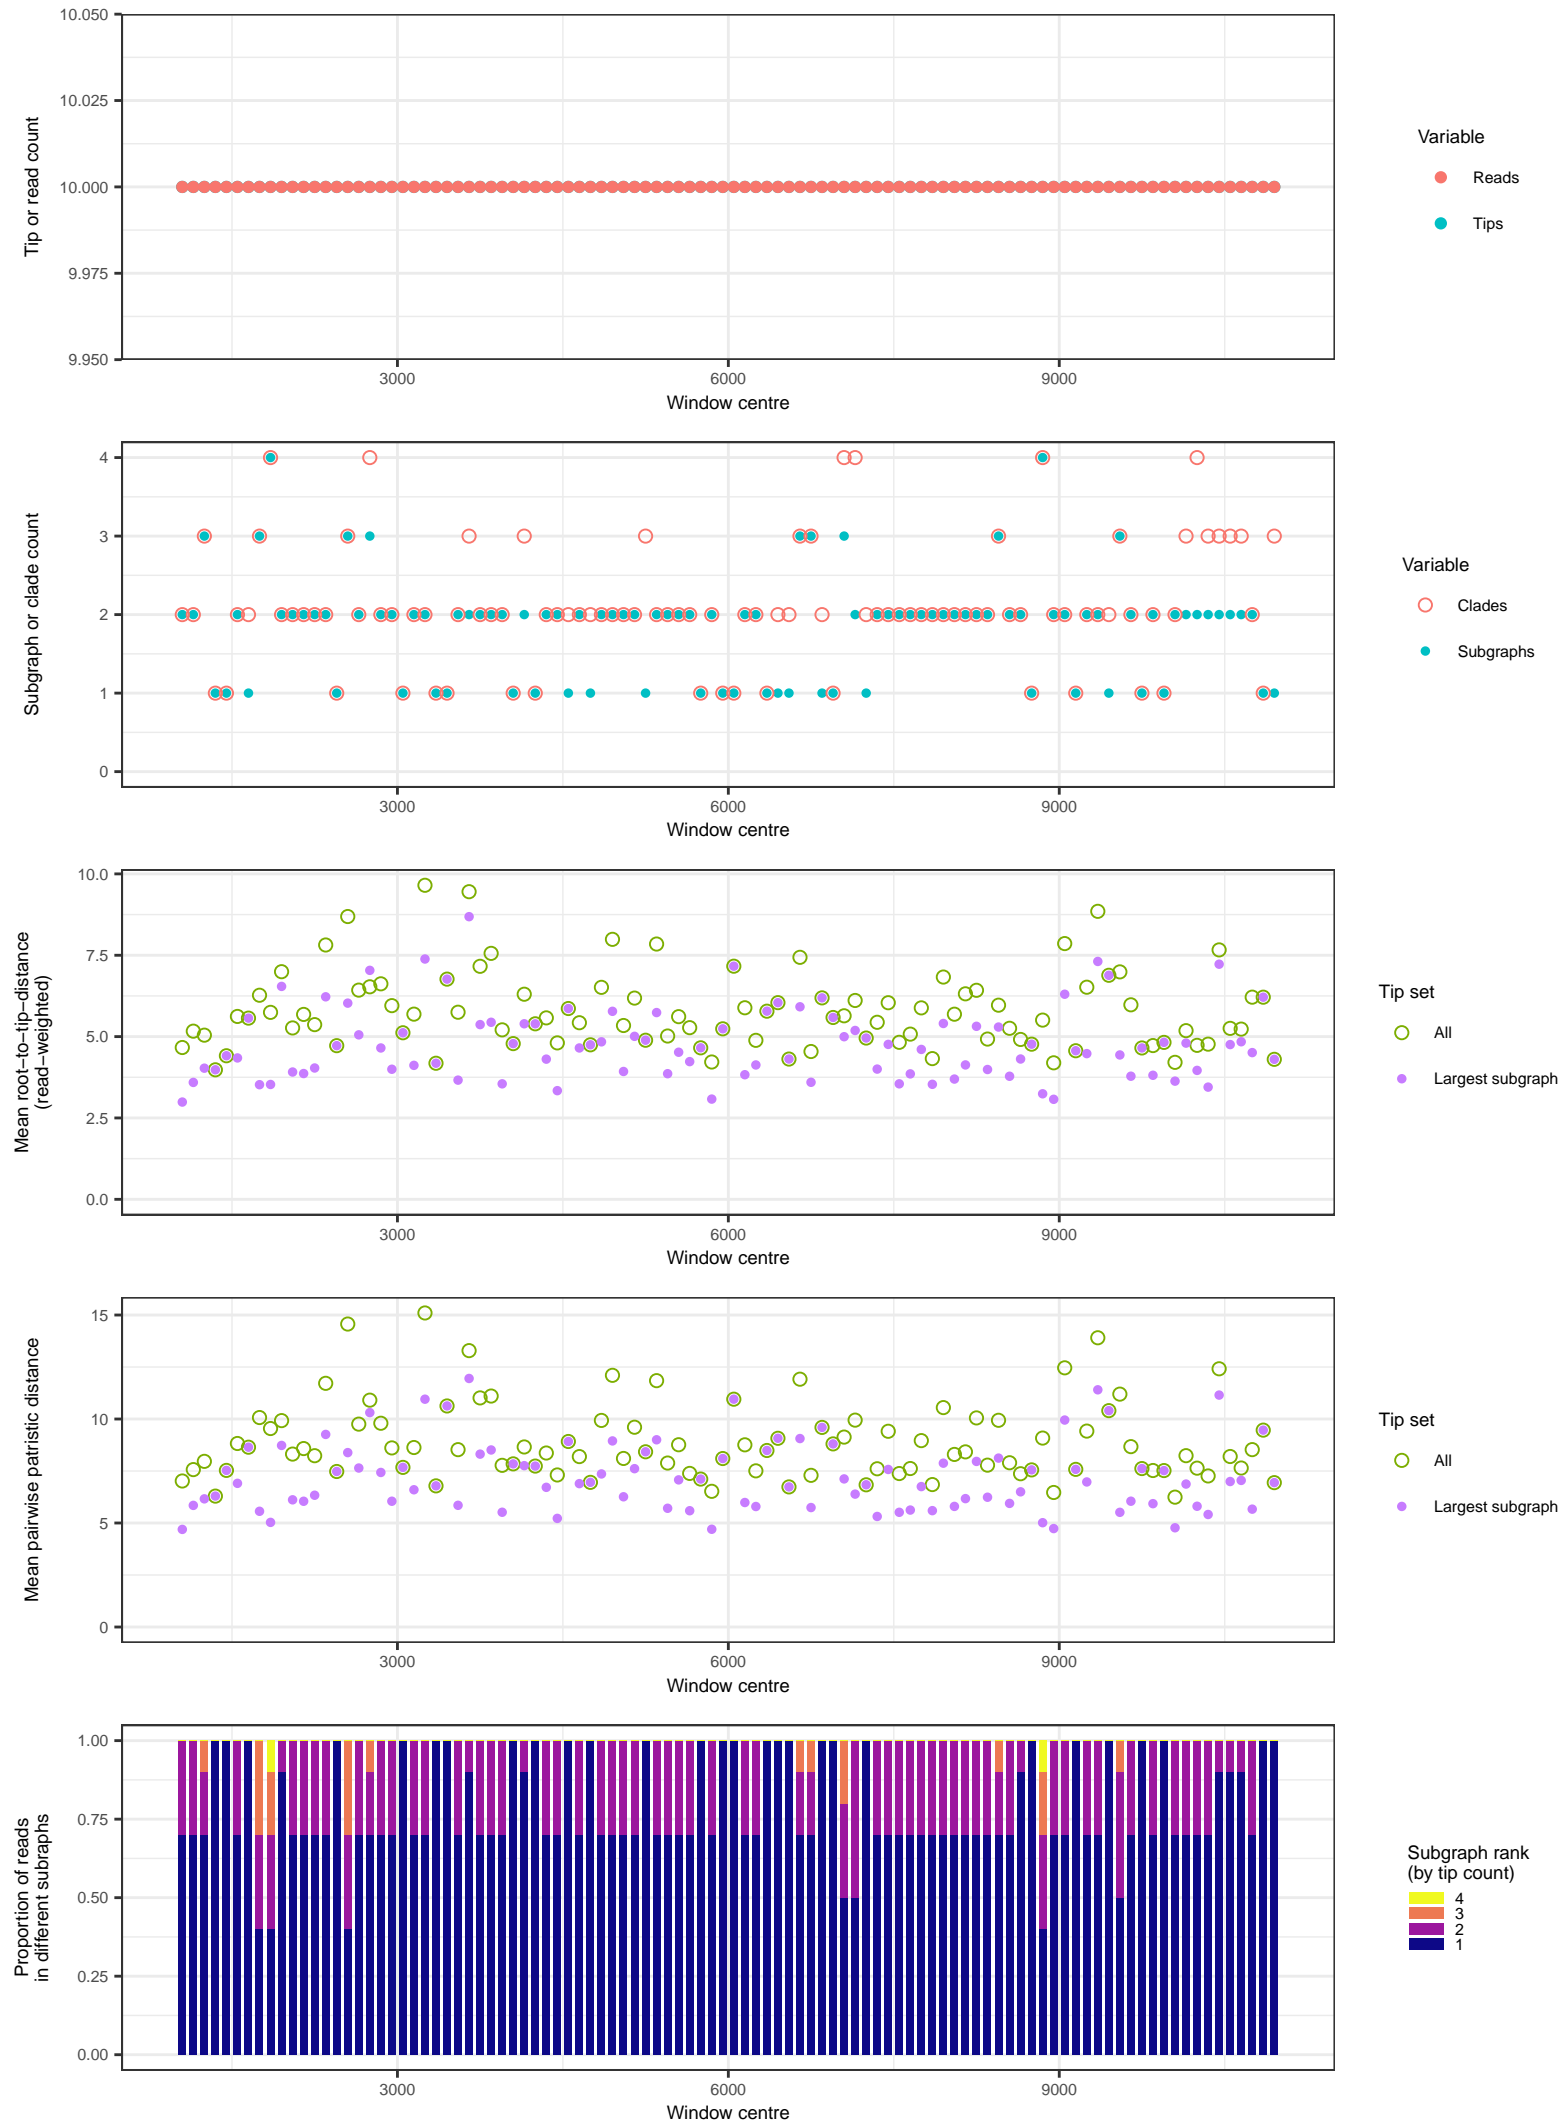 10.050
10.025
10.000
9.975
9.950
Tip or read count
3000 6000 9000
Window centre
Variable
Reads
Tips
4
3
2
1
0
Subgraph or clade count
3000 6000 9000
Window centre
Variable
Clades
Subgraphs
10.0
7.5
5.0
2.5
0.0
Mean root−to−tip−distance
(read−weighted)
3000 6000 9000
Window centre
Tip set
All
Largest subgraph
15
10
5
0
Mean pairwise patristic distance
3000 6000 9000
Window centre
Tip set
All
Largest subgraph
1.00
0.75
0.50
0.25
0.00
Proportion of reads
in different subraphs
3000 6000 9000
Window centre
Subgraph rank
(by tip count)
4
3
2
1